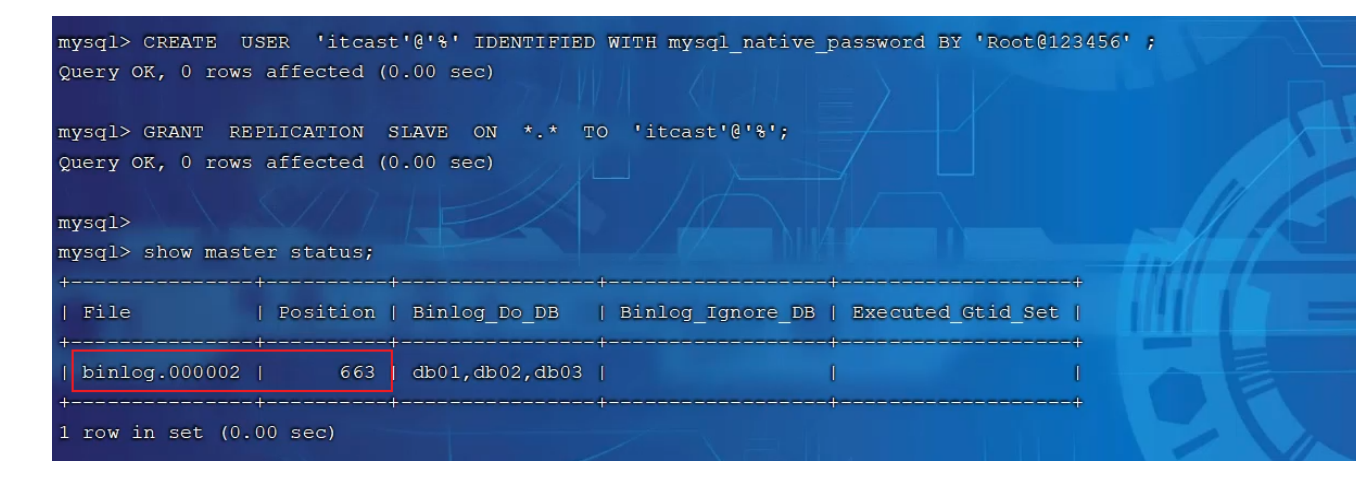 mysql> CREATE  USER  'itcast'@'%' IDENTIFIED WITH mysql_native_password BY 'Root@123456' ;
Query OK, 0 rows affected (0.00 sec)
mysql> GRANT  REPLICATION  SLAVE  ON  *.*  TO  'itcast'@'%';
Query OK, 0 rows affected (0.00 sec)
mysql>
mysql> show master status;
+---------------+----------+----------------+------------------+-------------------+
| File          | Position | Binlog_Do_DB   | Binlog_Ignore_DB | Executed_Gtid_Set |
+---------------+----------+----------------+------------------+-------------------+
| binlog.000002 |      663 | db01,db02,db03 |                  |                   |
+---------------+----------+----------------+------------------+-------------------+
1 row in set (0.00 sec)